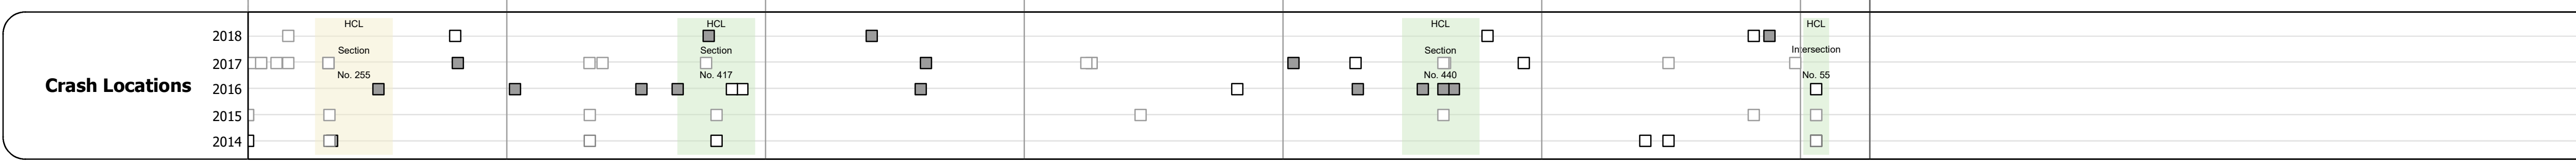 Crash Locations
2018
2017
2016
2015
2014
HCL
Section
No. 255
HCL
Section
No. 417
HCL
Section
No. 440
HCL
Intersection
No. 55